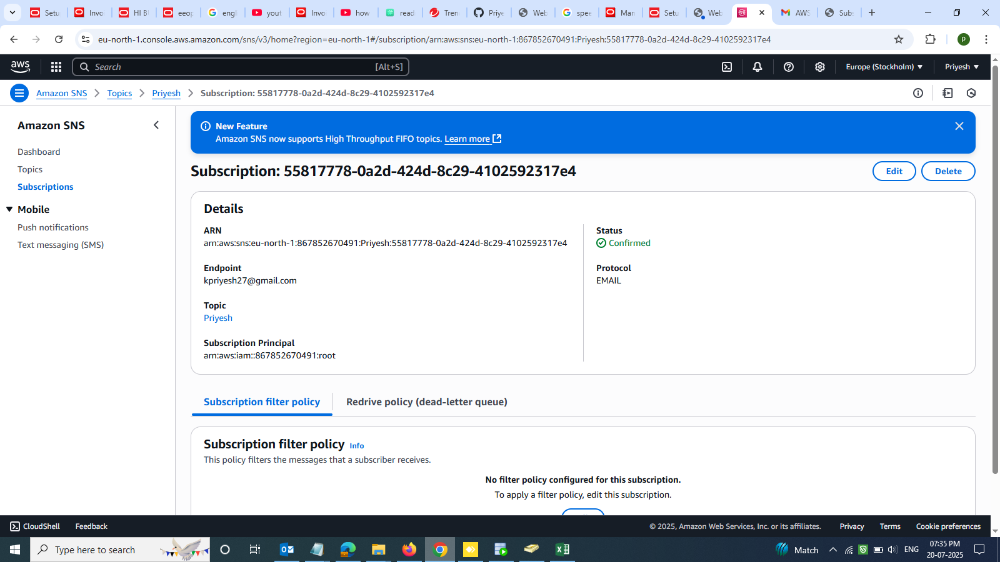 Setu
Invo
HI Bl
eeop
engl
yout
Invo
how
read
Tren
Priye
Web
spee
Man
Setu
Web
AWS
Subs
eu-north-1.console.aws.amazon.com/sns/v3/home?region=eu-north-1#/subscription/arn:aws:sns:eu-north-1:867852670491:Priyesh:55817778-0a2d-424d-8c29-4102592317e4
p
aws
Search [Alt+S]
Europe (Stockholm)
Priyesh
Amazon SNS
Topics
Priyesh
Subscription: 55817778-0a2d-424d-8c29-4102592317e4
Amazon SNS
Dashboard
Topics
Subscriptions
Mobile
Push notifications
Text messaging (SMS)
New Feature
Amazon SNS now supports High Throughput FIFO topics. Learn more
Subscription: 55817778-0a2d-424d-8c29-4102592317e4
Edit
Delete
Details
ARN
arn:aws:sns:eu-north-1:867852670491:Priyesh:55817778-0a2d-424d-8c29-4102592317e4
Endpoint
kpriyesh27@gmail.com
Topic
Priyesh
Subscription Principal
arn:aws:iam::867852670491:root
Status
Confirmed
Protocol
EMAIL
Subscription filter policy
Redrive policy (dead-letter queue)
Subscription filter policy Info
This policy filters the messages that a subscriber receives.
No filter policy configured for this subscription.
To apply a filter policy, edit this subscription.
CloudShell
Feedback
© 2025, Amazon Web Services, Inc. or its affiliates.
Privacy
Terms
Cookie preferences
Type here to search
Match
ENG
07:35 PM
20-07-2025